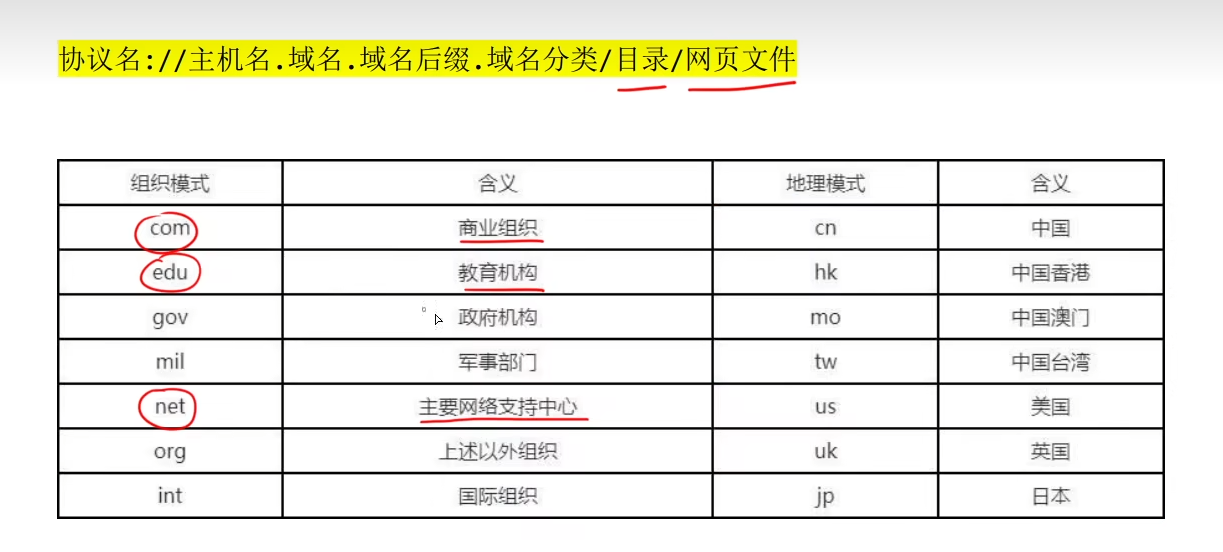 协议名://主机名.域名.域名后缀.域名分类/目录/网页文件
组织模式 含义 地理模式 含义
com 商业组织 cn 中国
edu 教育机构 hk 中国香港
gov 政府机构 mo 中国澳门
mil 军事部门 tw 中国台湾
net 主要网络支持中心 us 美国
org 上述以外组织 uk 英国
int 国际组织 jp 日本